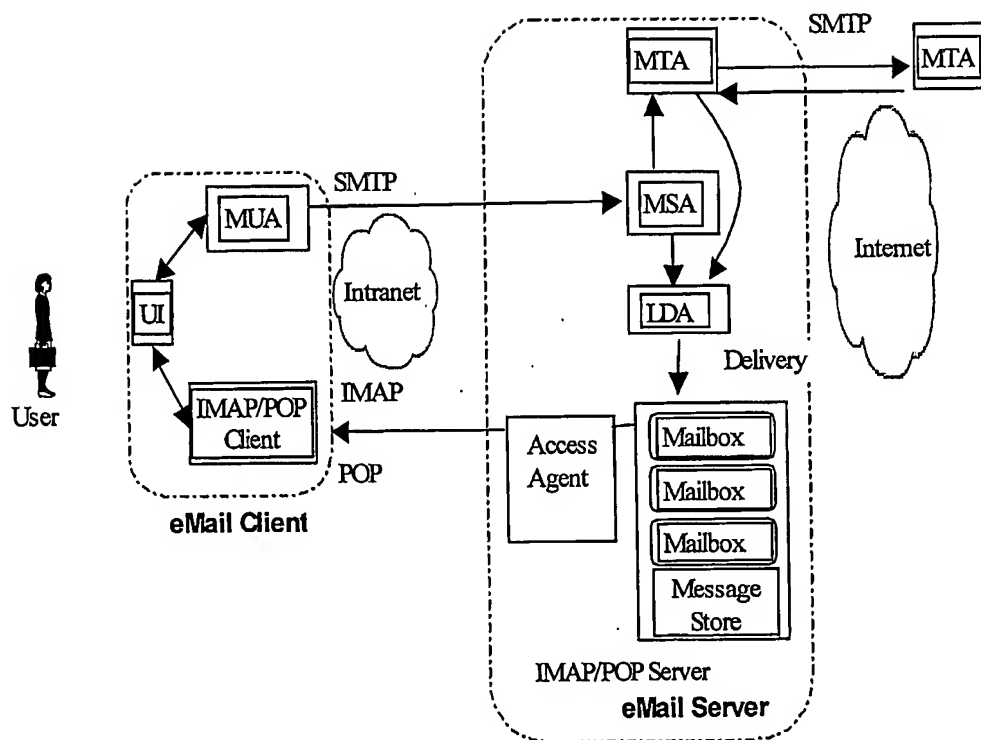 SMTP
MTA
MTA
SMTP
MUA
MSA
Internet
Intranet
UI
LDA
Delivery
User
IMAP
IMAP/POP
Client
Access
Agent
Mailbox
Mailbox
Mailbox
POP
eMail Client
Message
Store
IMAP/POP Server
eMail Server